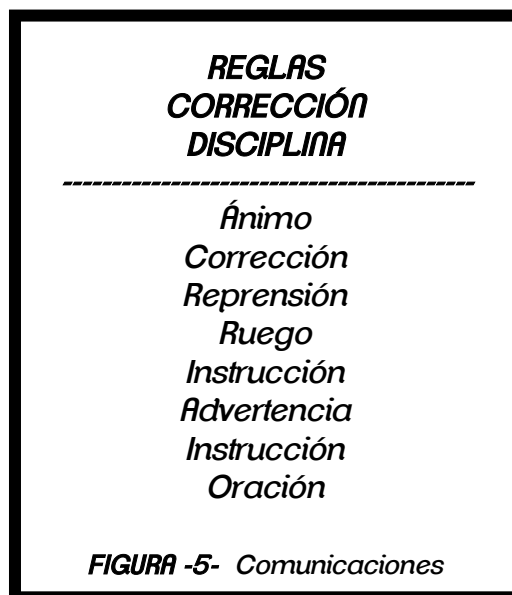 REGLAS
CORRECCIÓN
DISCIPLINA
------------------------------------------
Ánimo
Corrección
Reprensión
Ruego
Instrucción
Advertencia
Instrucción
Oración
FIGURA -5- Comunicaciones